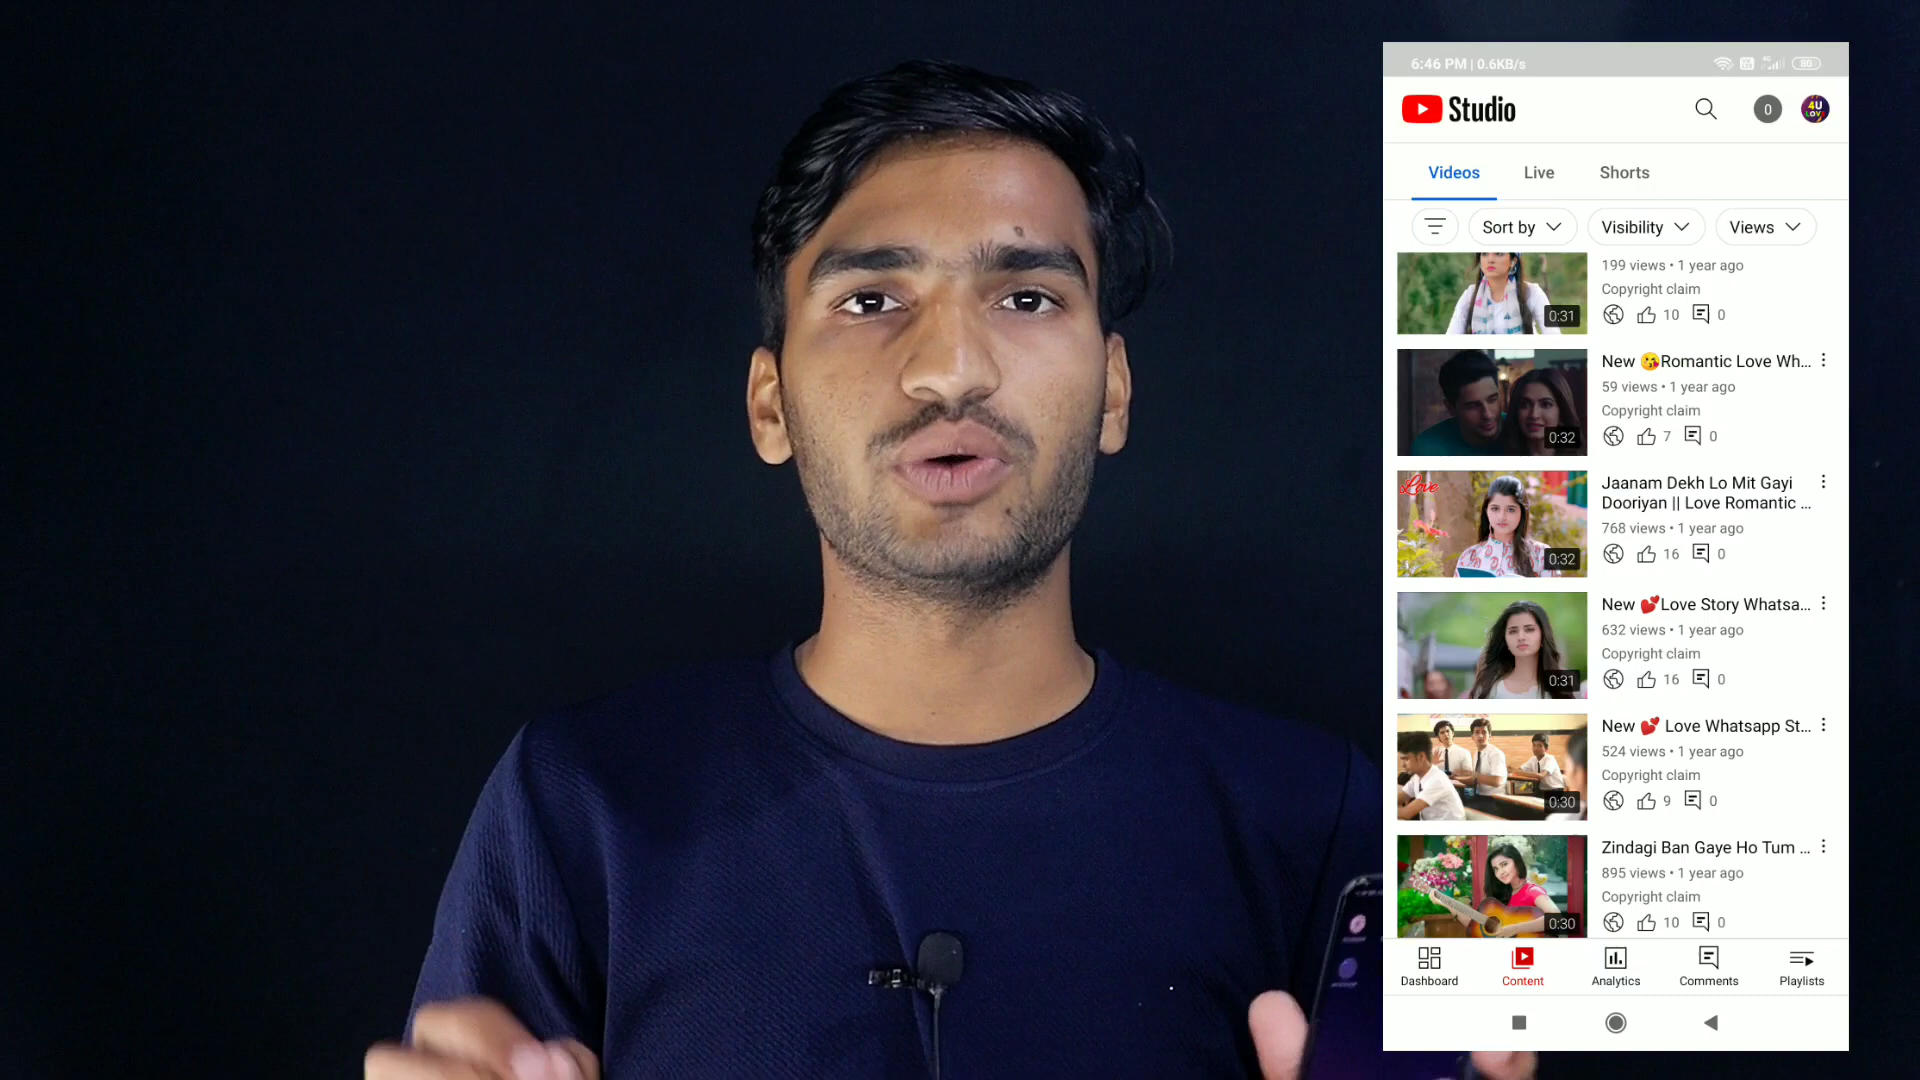 6:46 PM | 0.6KB/s
80
Studio
0
4U
LOV
Videos
Live
Shorts
Sort by
Visibility
Views
199 views • 1 year ago
Copyright claim
0:31
10
0
New 😘Romantic Love Wh...
59 views • 1 year ago
Copyright claim
0:32
7
0
Love
Jaanam Dekh Lo Mit Gayi
Dooriyan || Love Romantic ...
768 views • 1 year ago
0:32
16
0
New 💕Love Story Whatsa...
632 views • 1 year ago
Copyright claim
0:31
16
0
New 💕 Love Whatsapp St...
524 views • 1 year ago
Copyright claim
0:30
9
0
Zindagi Ban Gaye Ho Tum ...
895 views • 1 year ago
Copyright claim
0:30
10
0
Dashboard
Content
Analytics
Comments
Playlists